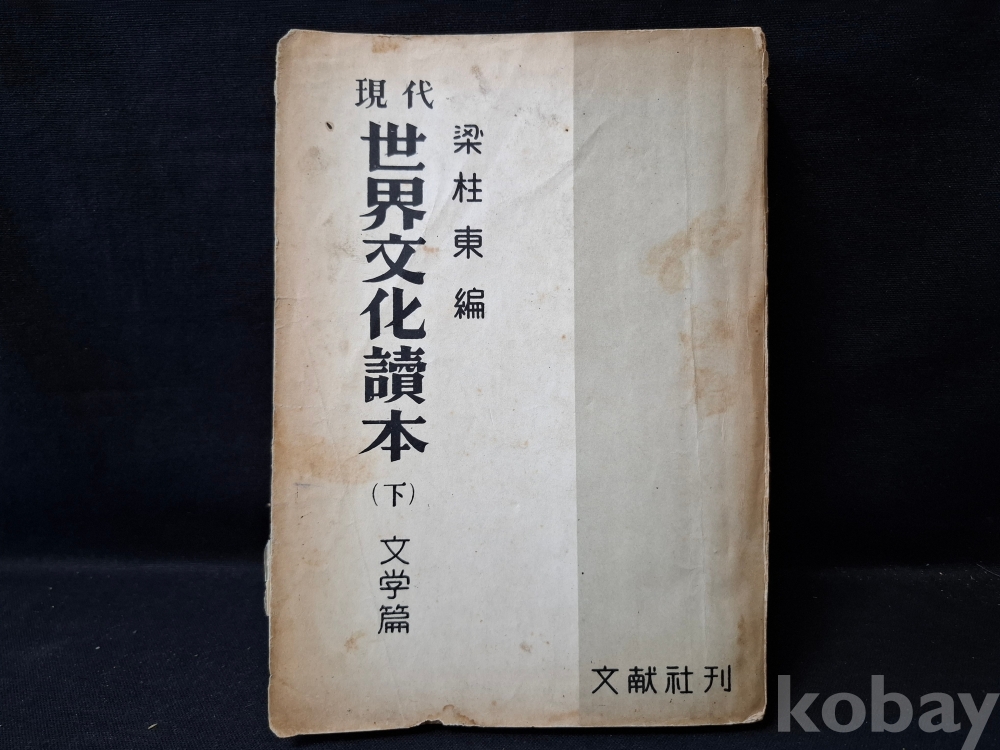 梁柱東編
現代
世界文化讀本
(下)
文学篇
文献社刊
kobay